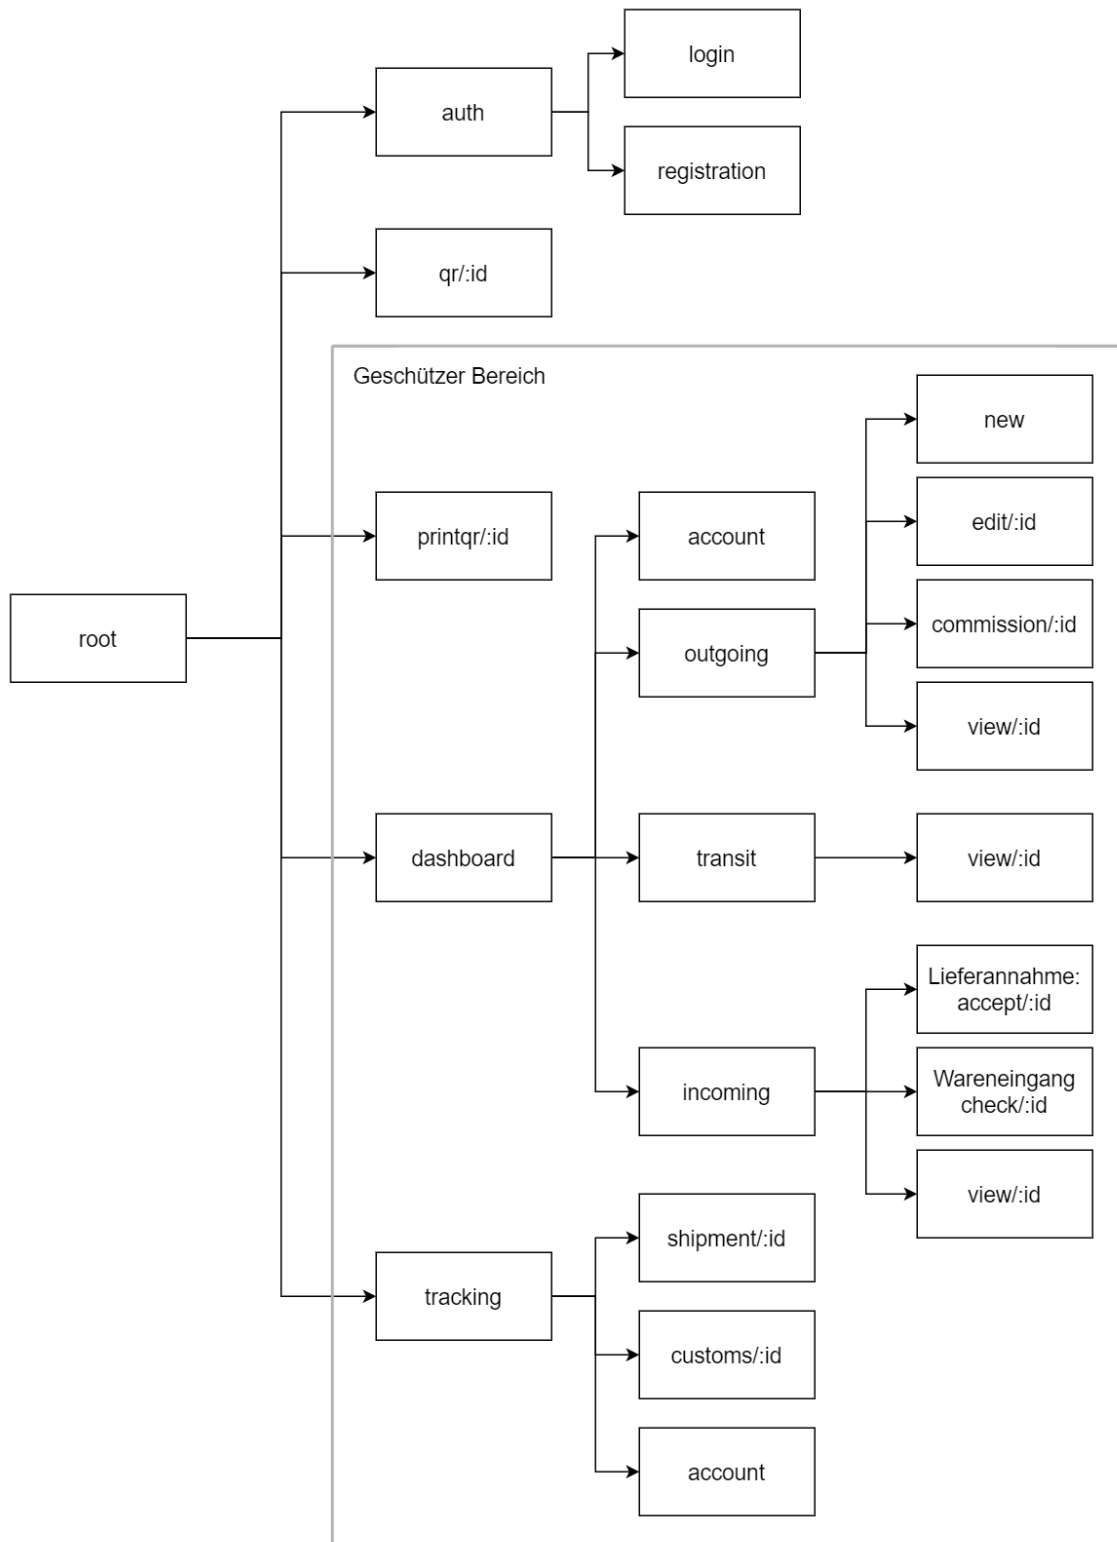 login
auth
registration
qr/:id
Geschützer Bereich
new
printqr/:id
account
edit/:id
root
outgoing
commission/:id
view/:id
dashboard
transit
view/:id
Lieferannahme:
accept/:id
incoming
Wareneingang
check/:id
view/:id
shipment/:id
tracking
customs/:id
account